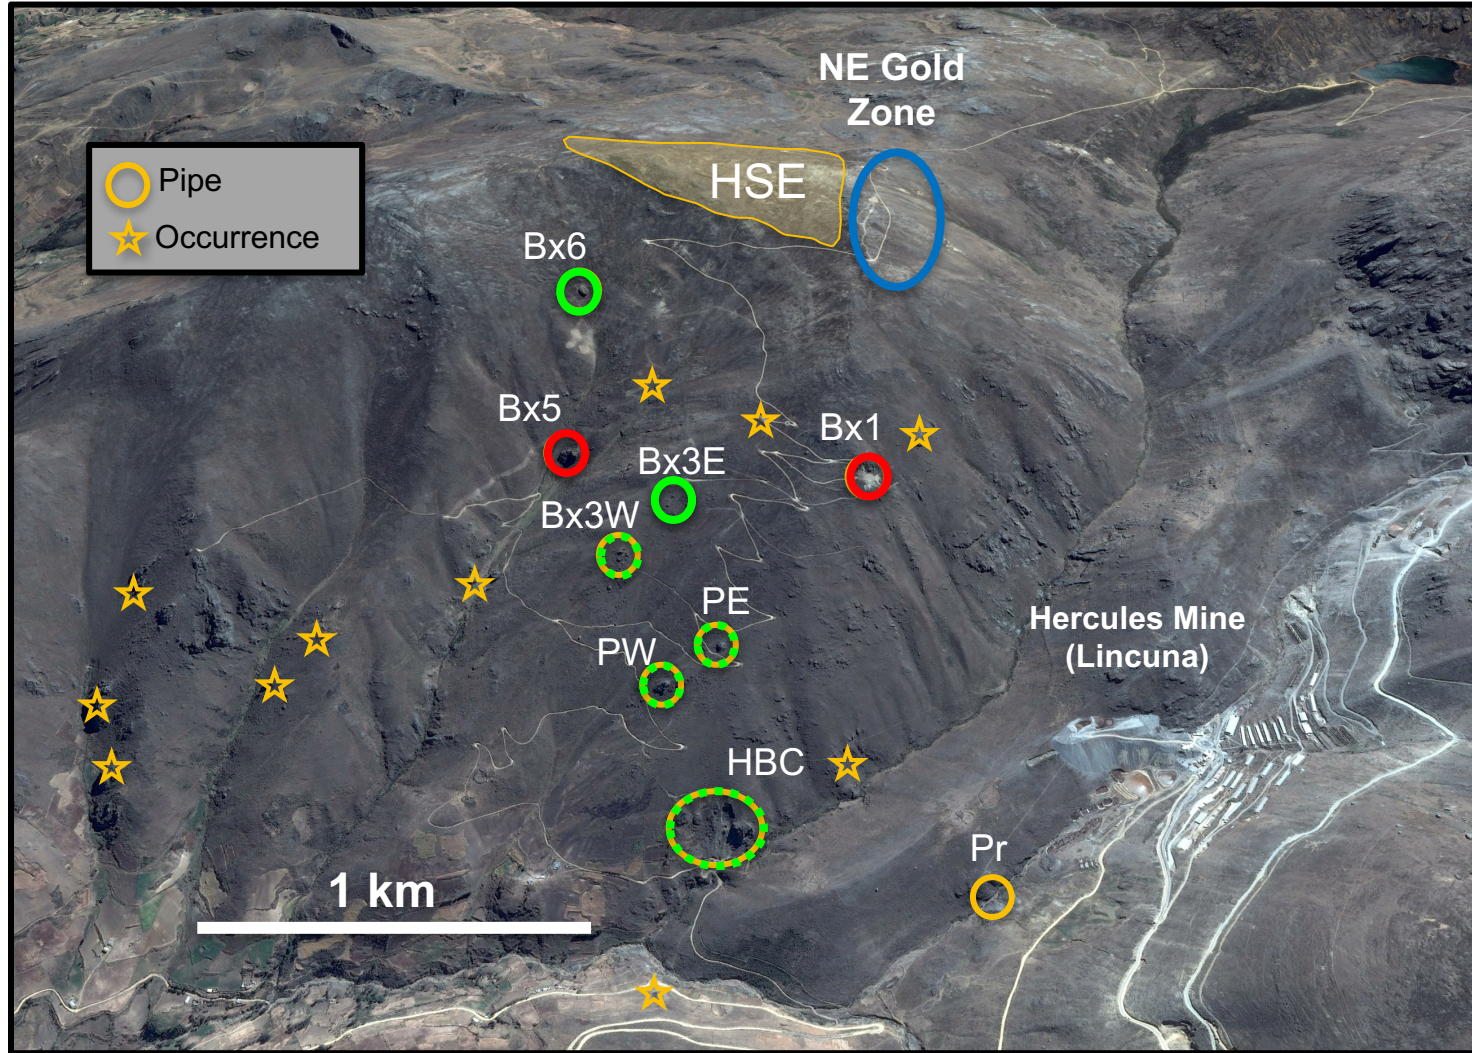 NE Gold
Zone
Pipe
Occurrence
HSE
Bx6
Bx5
Bx1
Bx3E
Bx3W
PE
PW
Hercules Mine
(Lincuna)
HBC
Pr
1 km